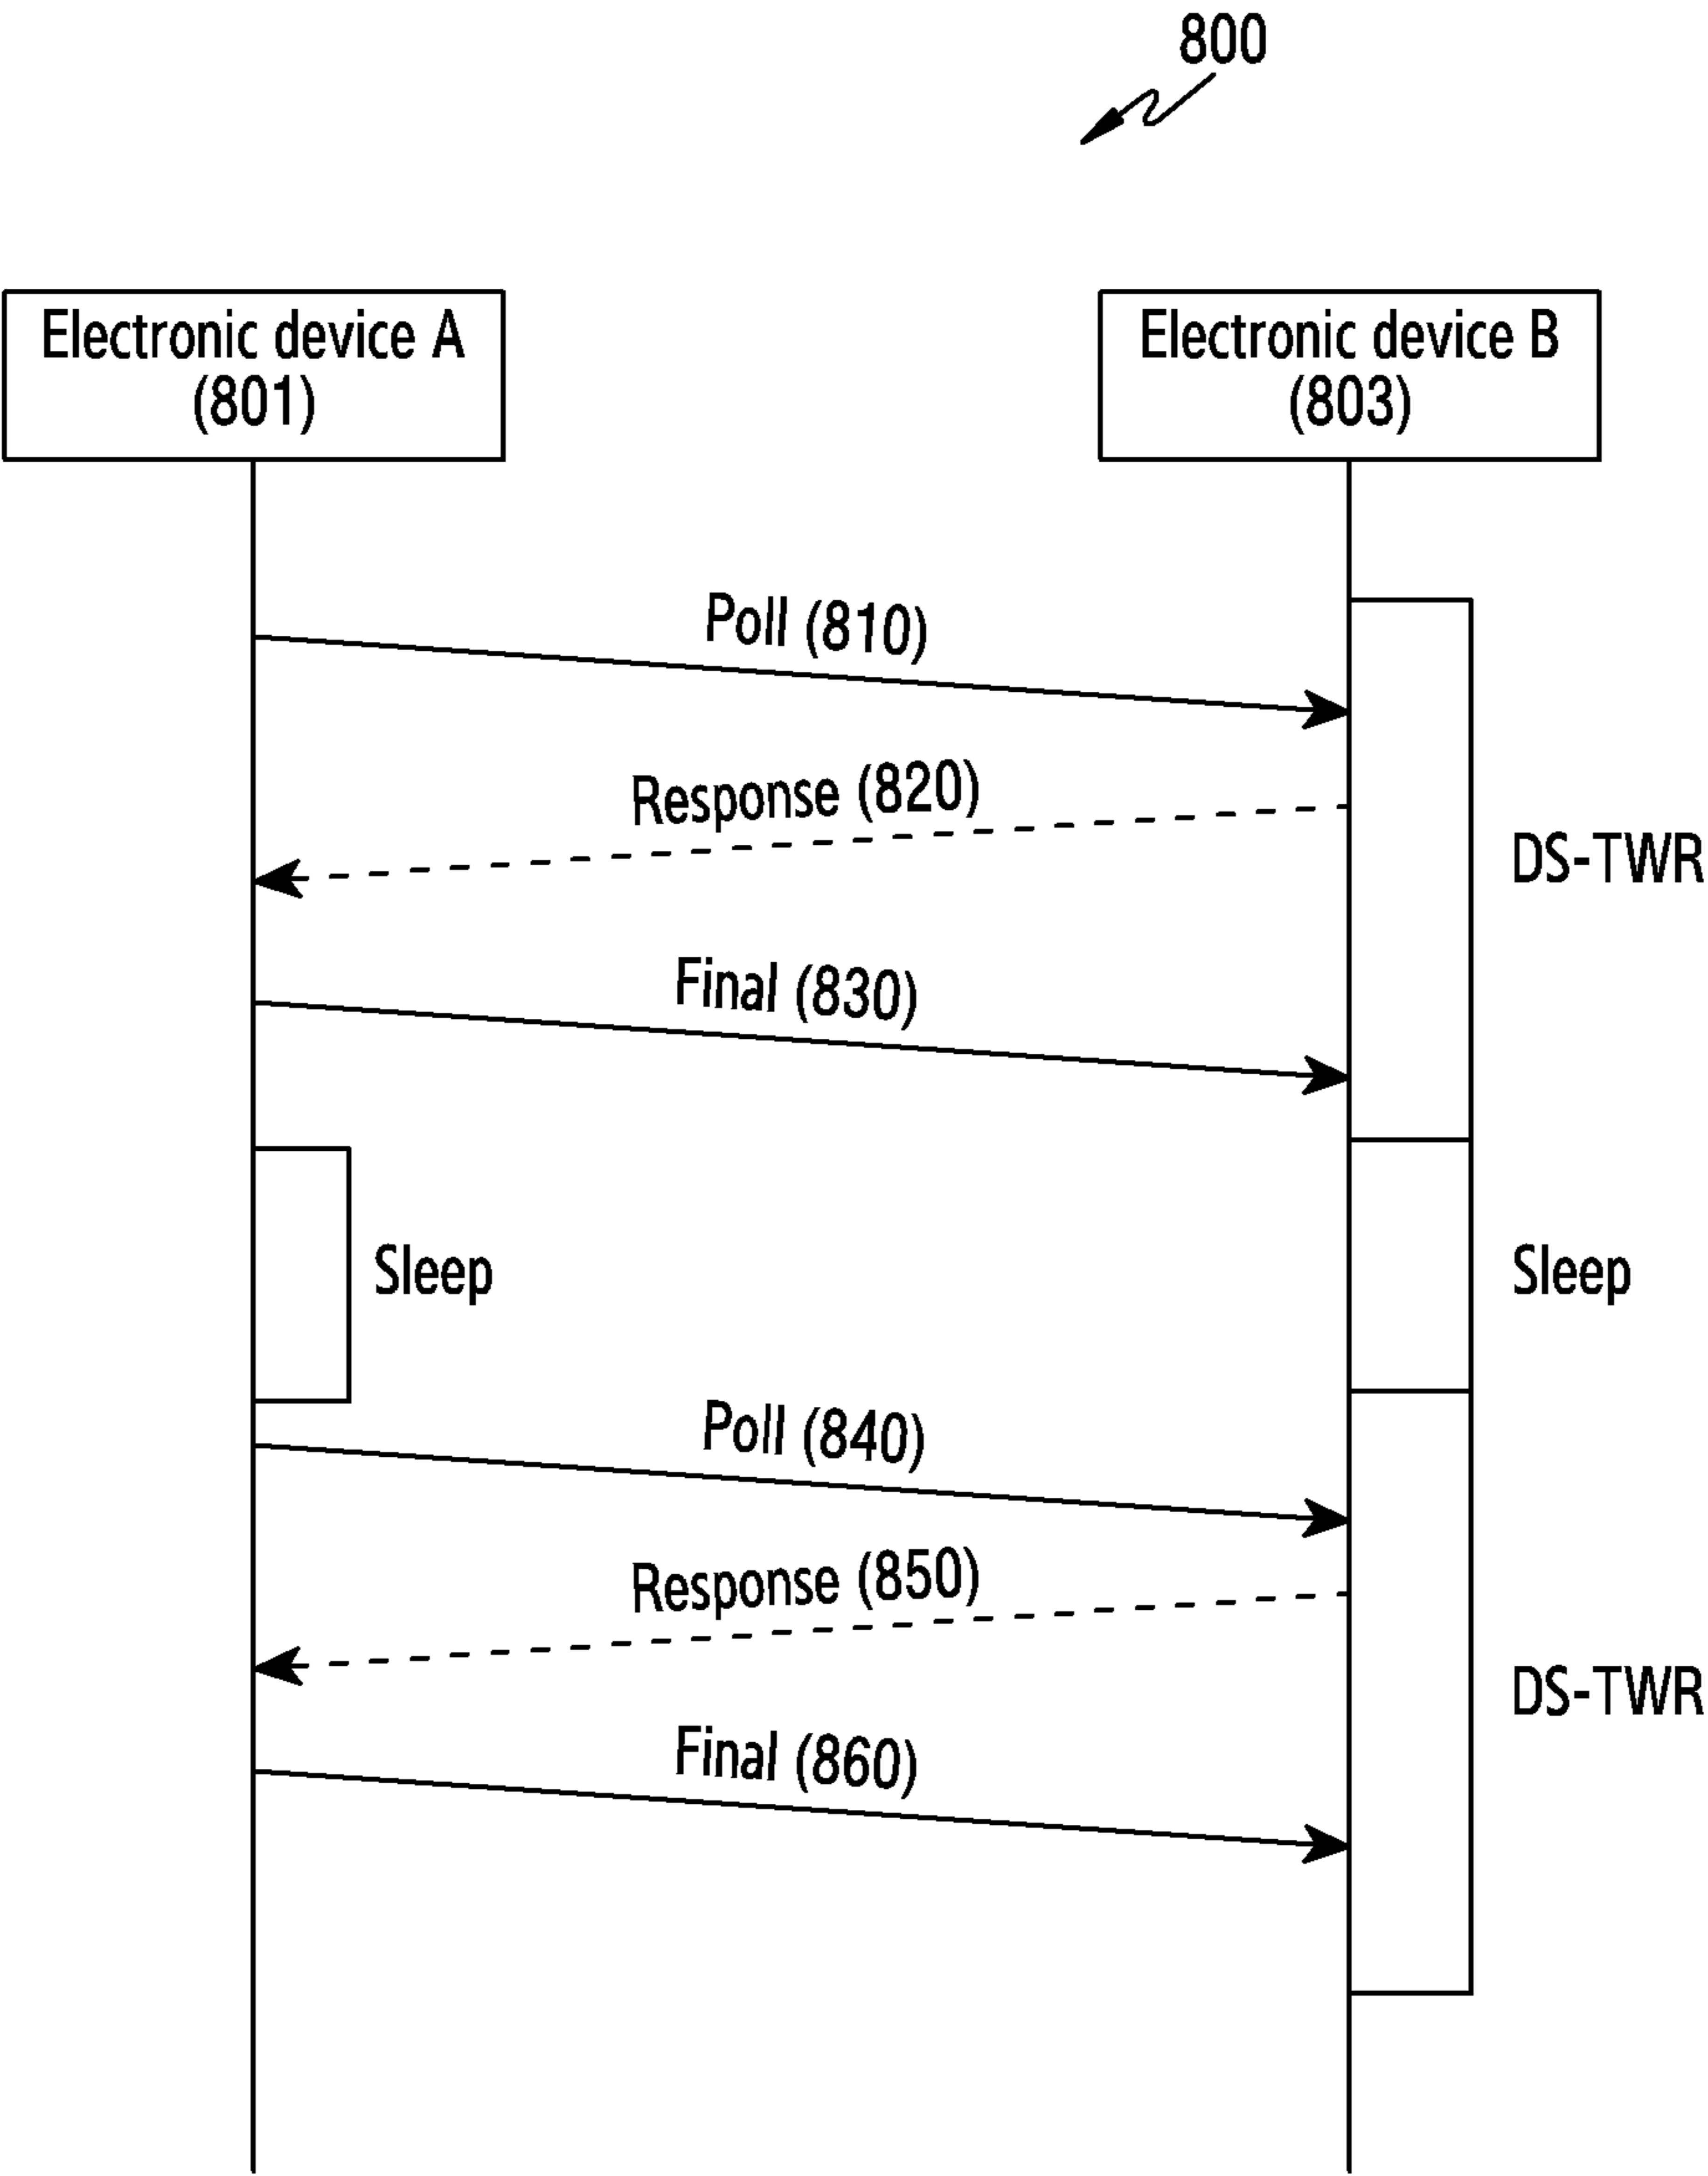 800
Electronic device A
(801)
Electronic device B
(803)
Poll (810)
Response (820)
DS-TWR
Final (830)
Sleep
Sleep
Poll (840)
Response (850)
DS-TWR
Final (860)